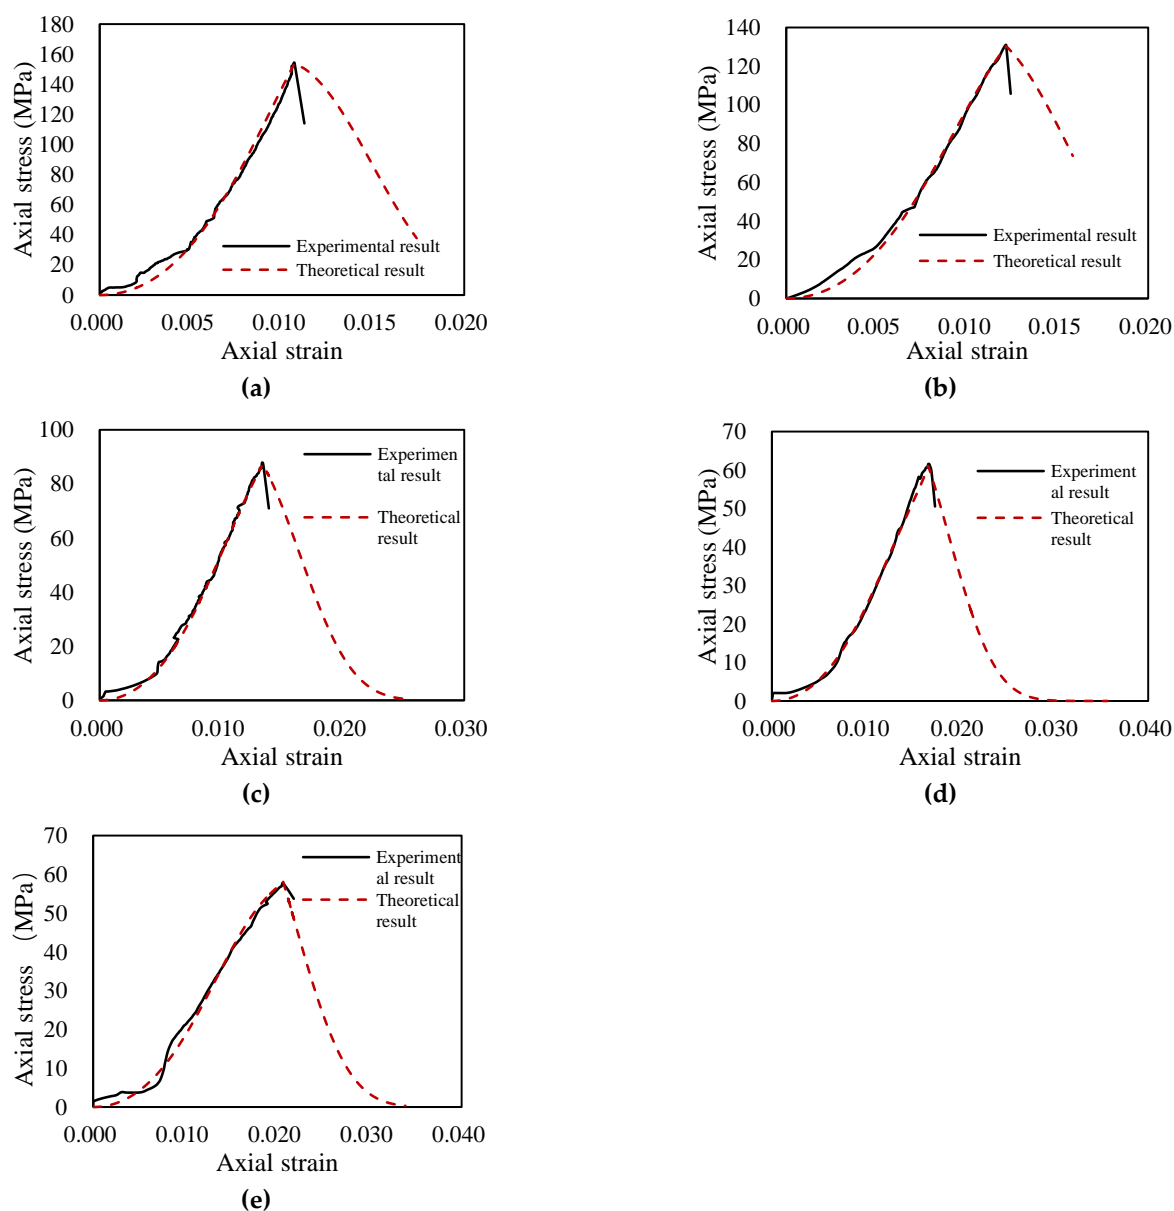 180
160
140
120
100
80
60
40
20
0
Axial stress (MPa)
Experimental result
Theoretical result
0.000 0.005 0.010 0.015 0.020
Axial strain
(a)
140
120
100
80
60
40
20
0
Axial stress (MPa)
Experimental result
Theoretical result
0.000 0.005 0.010 0.015 0.020
Axial strain
(b)
100
80
60
40
20
0
Axial stress (MPa)
Experimen
tal result
Theoretical
result
0.000 0.010 0.020 0.030
Axial strain
(c)
70
60
50
40
30
20
10
0
Axial stress (MPa)
Experiment
al result
Theoretical
result
0.000 0.010 0.020 0.030 0.040
Axial strain
(d)
70
60
50
40
30
20
10
0
Axial stress (MPa)
Experiment
al result
Theoretical
result
0.000 0.010 0.020 0.030 0.040
Axial strain
(e)